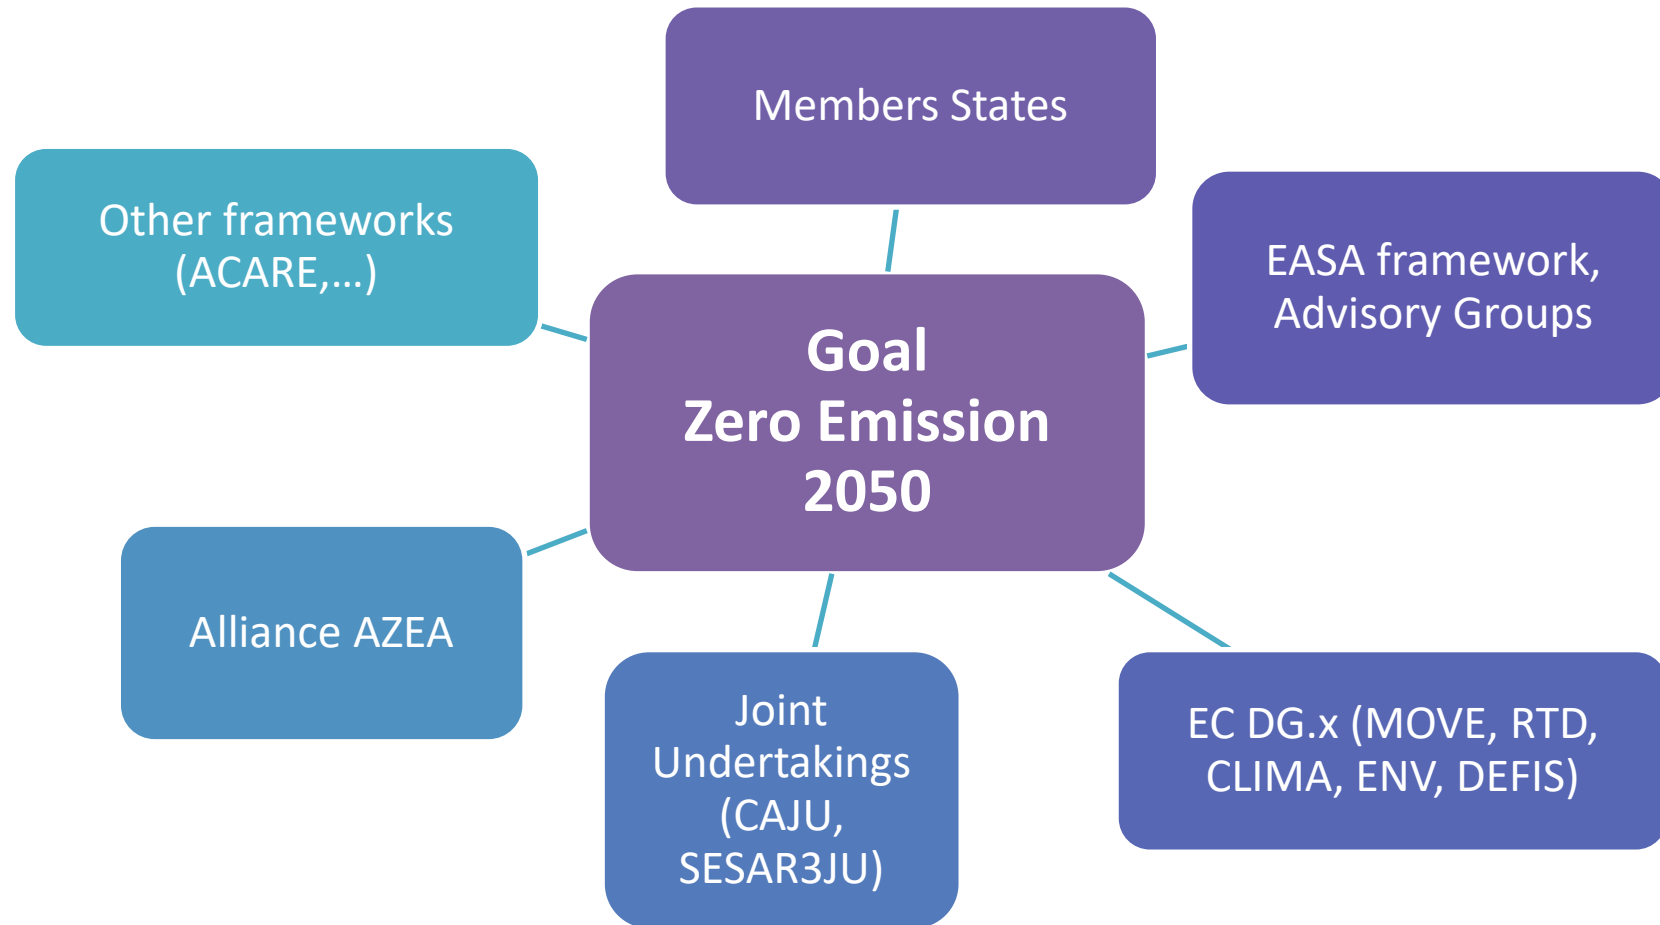 Members States
Other frameworks
(ACARE,...)
EASA framework,
Advisory Groups
Goal
Zero Emission
2050
Alliance AZEA
Joint
Undertakings
(CAJU,
SESAR3JU)
EC DG.x (MOVE, RTD,
CLIMA, ENV, DEFIS)